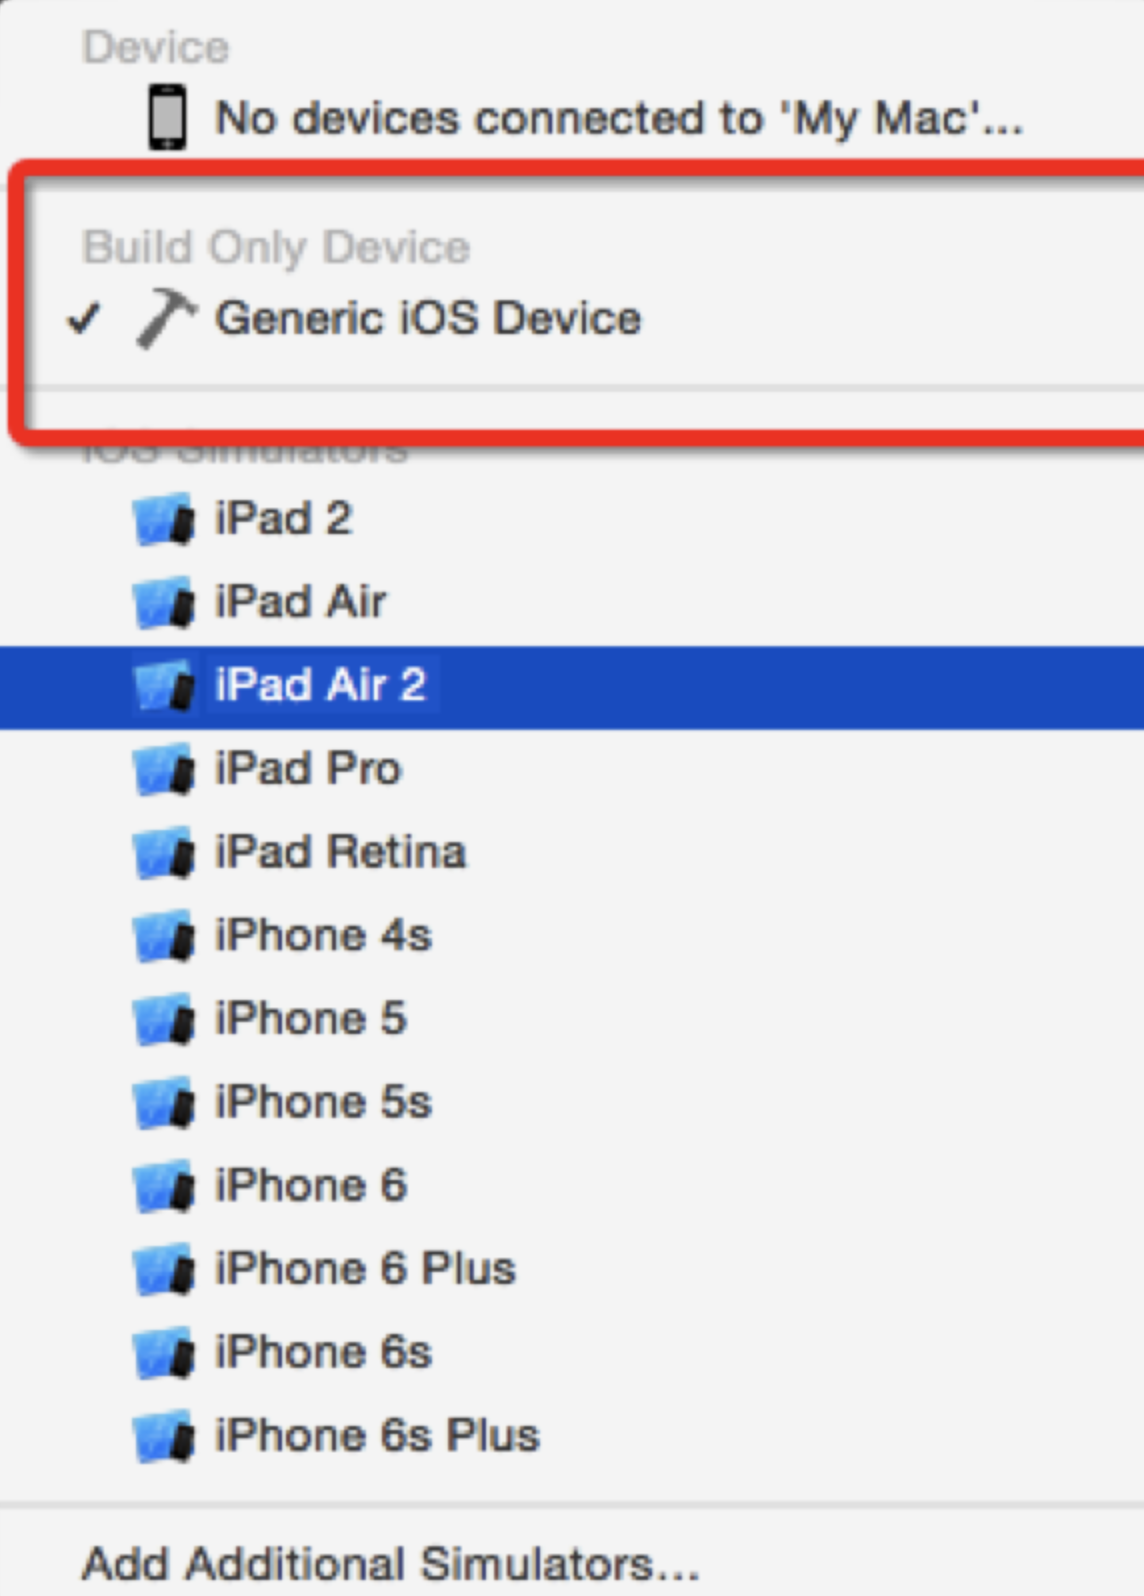 Device
No devices connected to 'My Mac'...
Build Only Device
Generic iOS Device
iOS Simulators
iPad 2
iPad Air
iPad Air 2
iPad Pro
iPad Retina
iPhone 4s
iPhone 5
iPhone 5s
iPhone 6
iPhone 6 Plus
iPhone 6s
iPhone 6s Plus
Add Additional Simulators...